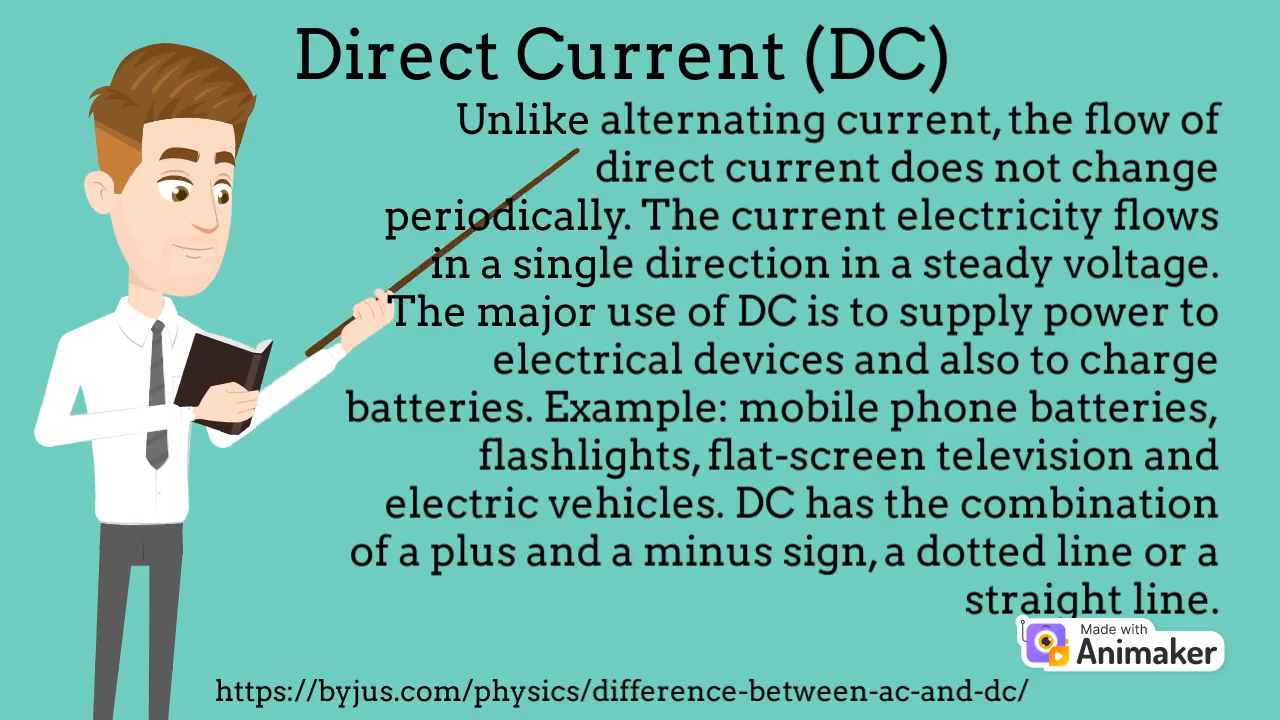 Direct Current (DC)
Unlike alternating current, the flow of
direct current does not change
periodically. The current electricity flows
in a single direction in a steady voltage.
The major use of DC is to supply power to
electrical devices and also to charge
batteries. Example: mobile phone batteries,
flashlights, flat-screen television and
electric vehicles. DC has the combination
of a plus and a minus sign, a dotted line or a
straight line.
Made with
Animaker
https://byjus.com/physics/difference-between-ac-and-dc/